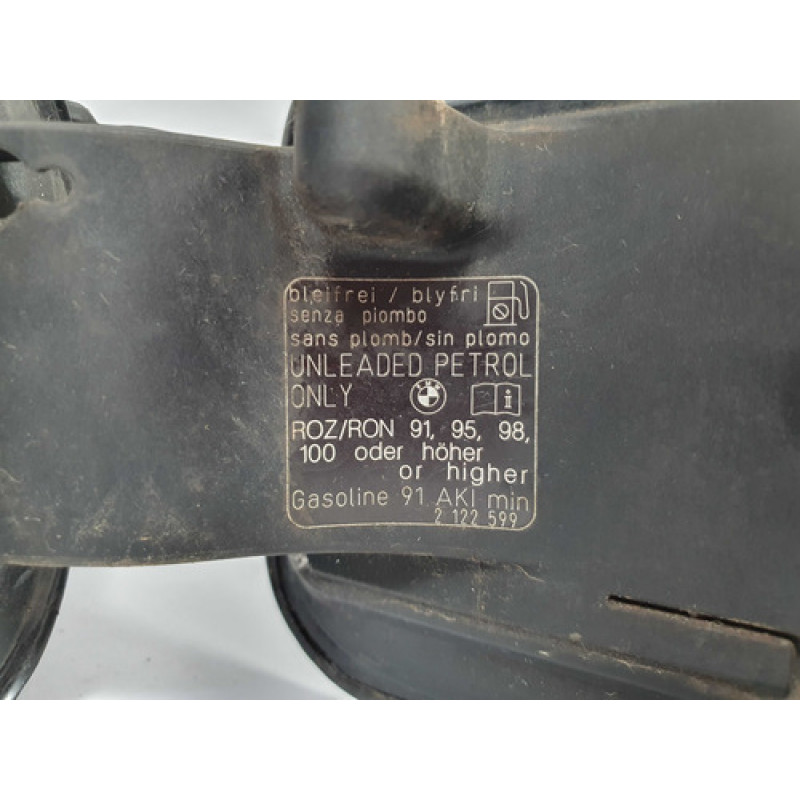 bleifrei / blyfri
senza piombo
sans plomb/sin plomo
UNLEADED PETROL
ONLY BMW i
ROZ/RON 91, 95, 98,
100 oder höher
or higher
Gasoline 91 AKI min
2 122 599